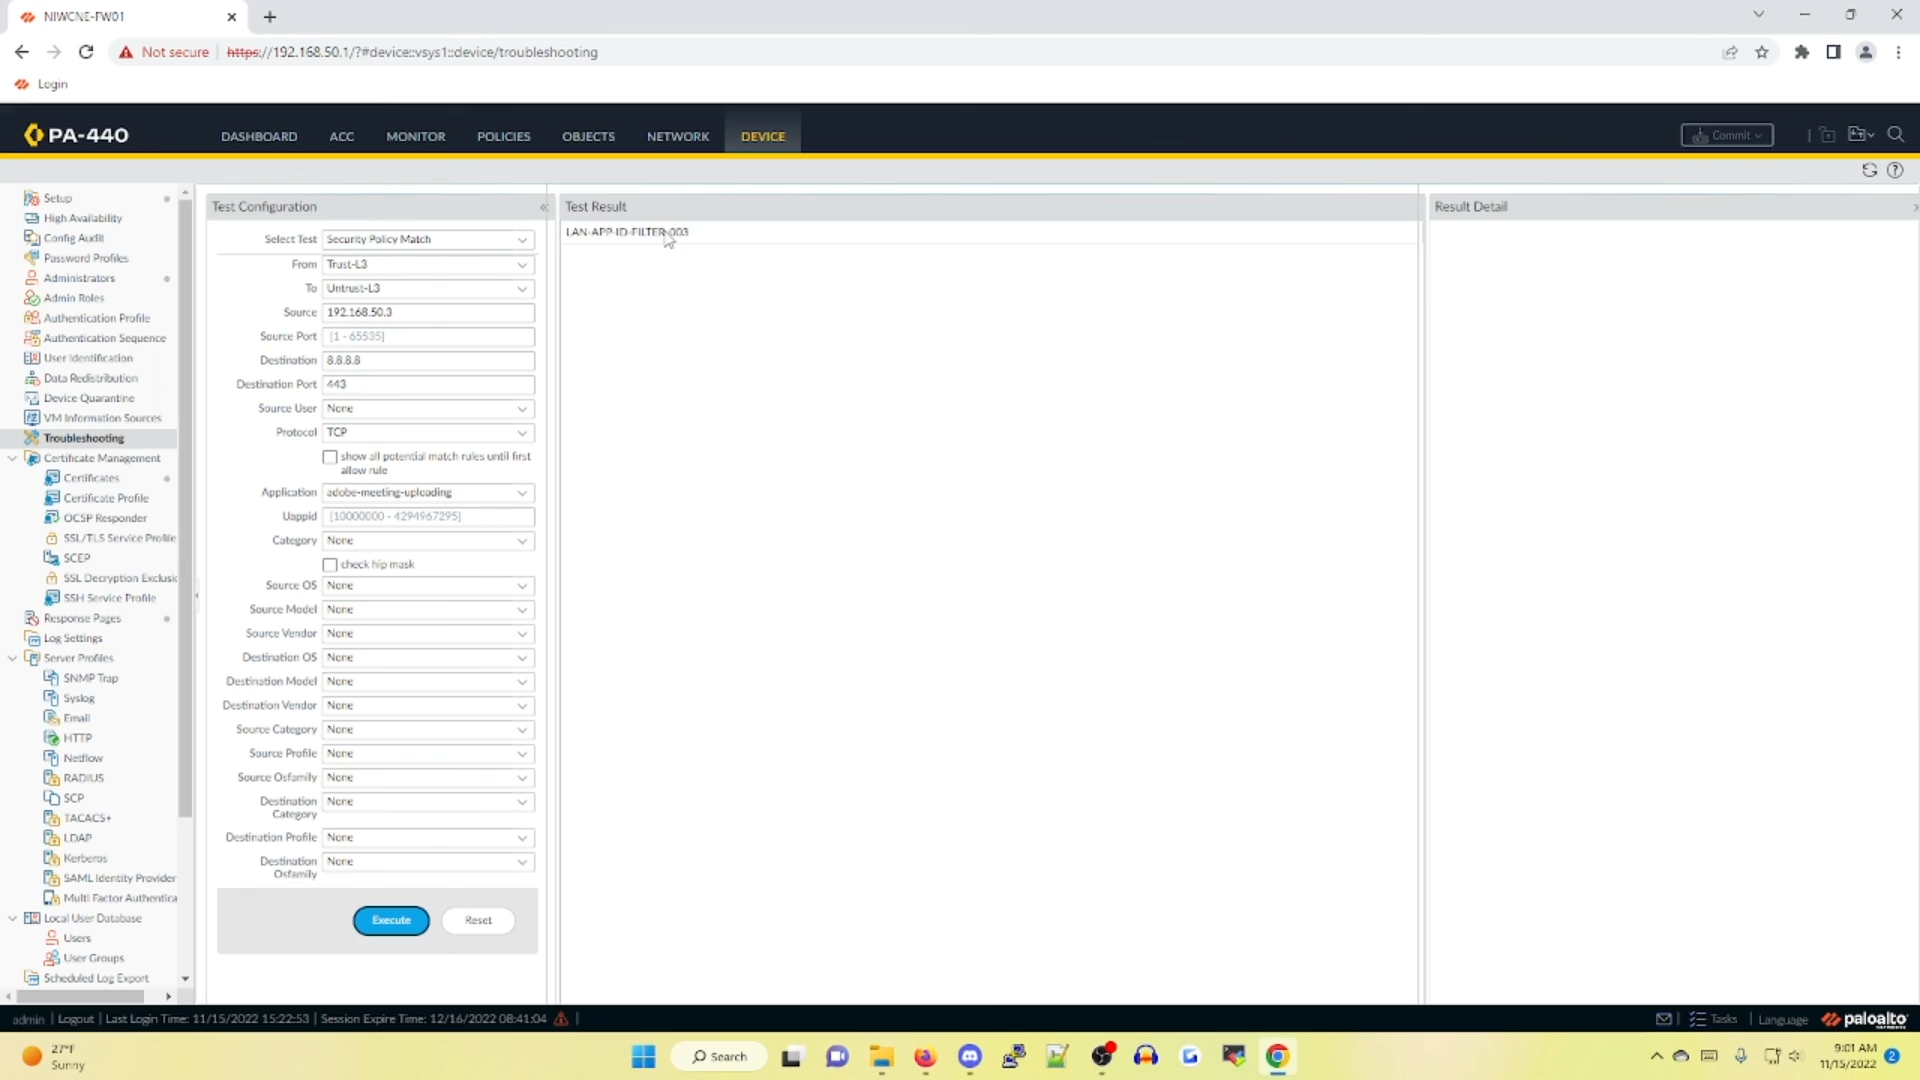 NIWCNE-FW01
Not secure
https://192.168.50.1/?#device::vsys1::device/troubleshooting
Login
PA-440
DASHBOARD
ACC
MONITOR
POLICIES
OBJECTS
NETWORK
DEVICE
Commit
Setup
High Availability
Config Audit
Password Profiles
Administrators
Admin Roles
Authentication Profile
Authentication Sequence
User Identification
Data Redistribution
Device Quarantine
VM Information Sources
Troubleshooting
Certificate Management
Certificates
Certificate Profile
OCSP Responder
SSL/TLS Service Profile
SCEP
SSL Decryption Exclusi
SSH Service Profile
Response Pages
Log Settings
Server Profiles
SNMP Trap
Syslog
Email
HTTP
Netflow
RADIUS
SCP
TACACS+
LDAP
Kerberos
SAML Identity Provider
Multi Factor Authentica
Local User Database
Users
User Groups
Scheduled Log Export
Test Configuration
Select Test Security Policy Match
From Trust-L3
To Untrust-L3
Source 192.168.50.3
Source Port [1 - 65535]
Destination 8.8.8.8
Destination Port 443
Source User None
Protocol TCP
show all potential match rules until first
allow rule
Application adobe-meeting-uploading
Uappid [10000000 - 4294967295]
Category None
check hip mask
Source OS None
Source Model None
Source Vendor None
Destination OS None
Destination Model None
Destination Vendor None
Source Category None
Source Profile None
Source Osfamily None
Destination
Category
None
Destination Profile None
Destination
Osfamily
None
Execute
Reset
Test Result
LAN-APP-ID-FILTER-003
Result Detail
admin | Logout | Last Login Time: 11/15/2022 15:22:53 | Session Expire Time: 12/16/2022 08:41:04
Tasks | Language
paloalto
NETWORKS
27°F
Sunny
Search
9:01 AM
11/15/2022
2